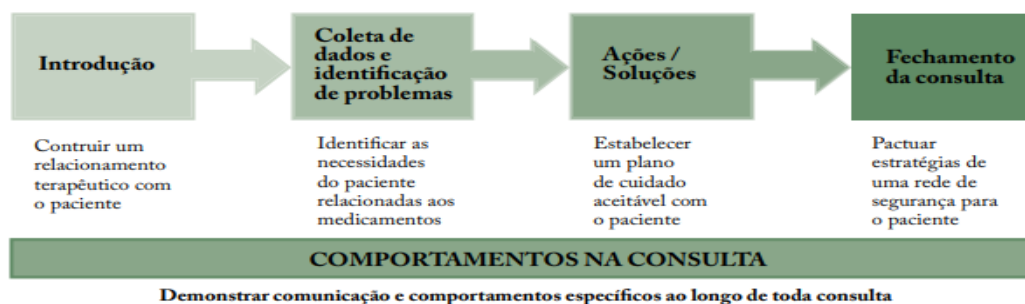 Introdução
Coleta de
dados e
identificação
de problemas
Ações /
Soluções
Fechamento
da consulta
Contruir um
relacionamento
terapêutico com
o paciente
Identificar as
necessidades
do paciente
relacionadas aos
medicamentos
Estabelecer
um plano
de cuidado
aceitável com
o paciente
Pactuar
estratégias de
uma rede de
segurança para
o paciente
COMPORTAMENTOS NA CONSULTA
Demonstrar comunicação e comportamentos específicos ao longo de toda consulta